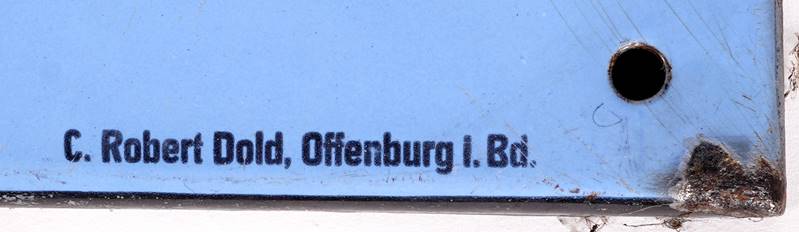 C. Robert Dold, Offenburg i. Bd.